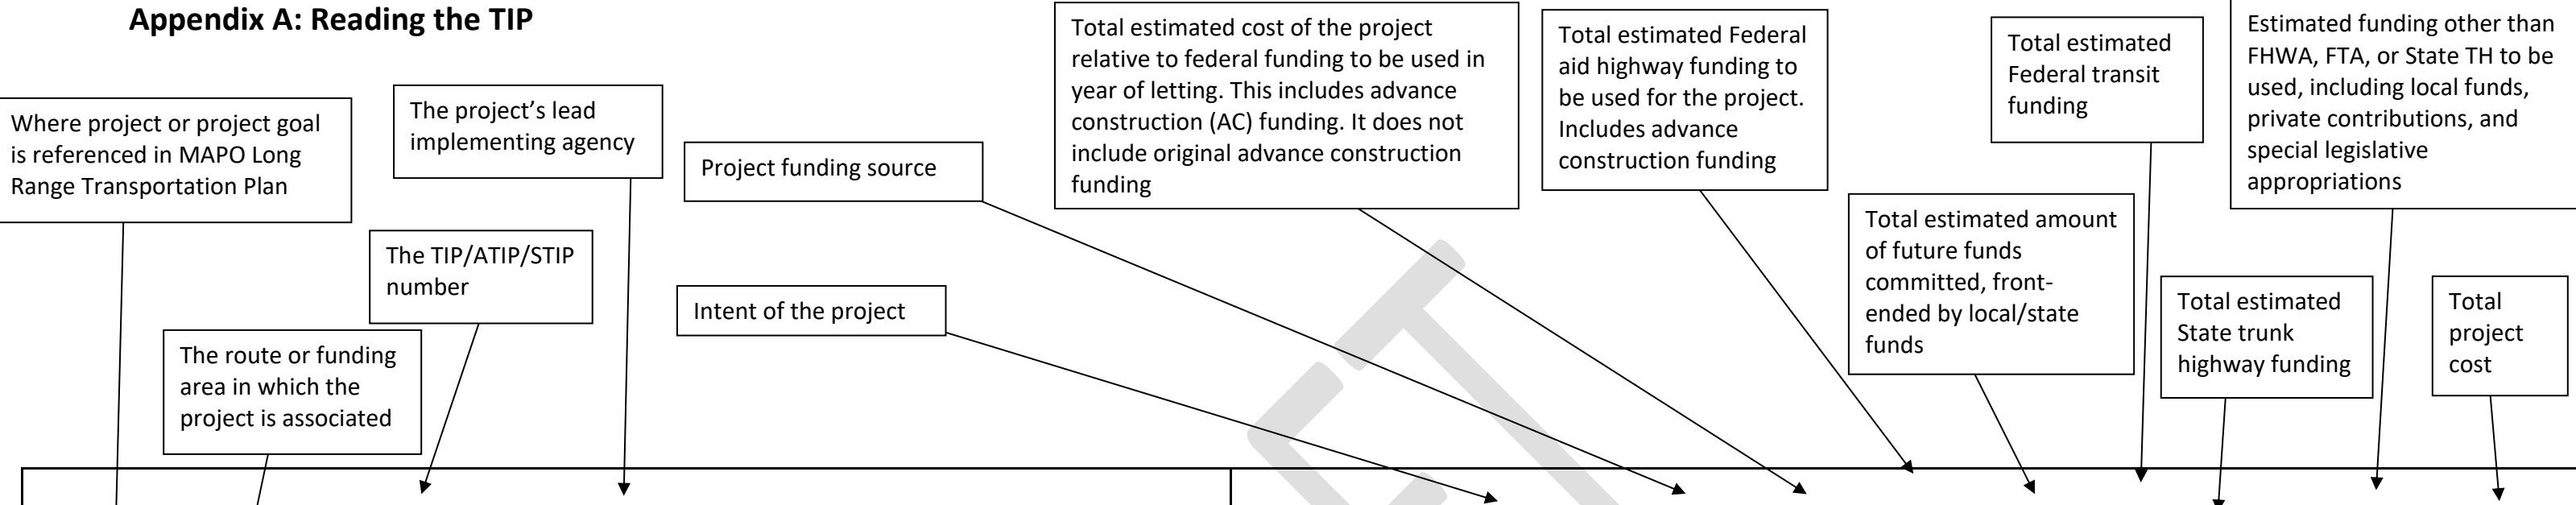 Appendix A: Reading the TIP
Where project or project goal
is referenced in MAPO Long
Range Transportation Plan
The route or funding
area in which the
project is associated
The TIP/ATIP/STIP
number
The project’s lead
implementing agency
Project funding source
Intent of the project
Total estimated cost of the project
relative to federal funding to be used in
year of letting. This includes advance
construction (AC) funding. It does not
include original advance construction
funding
Total estimated Federal
aid highway funding to
be used for the project.
Includes advance
construction funding
Total estimated amount
of future funds
committed, front-
ended by local/state
funds
Total estimated
Federal transit
funding
Total estimated
State trunk
highway funding
Estimated funding other than
FHWA, FTA, or State TH to be
used, including local funds,
private contributions, and
special legislative
appropriations
Total
project
cost